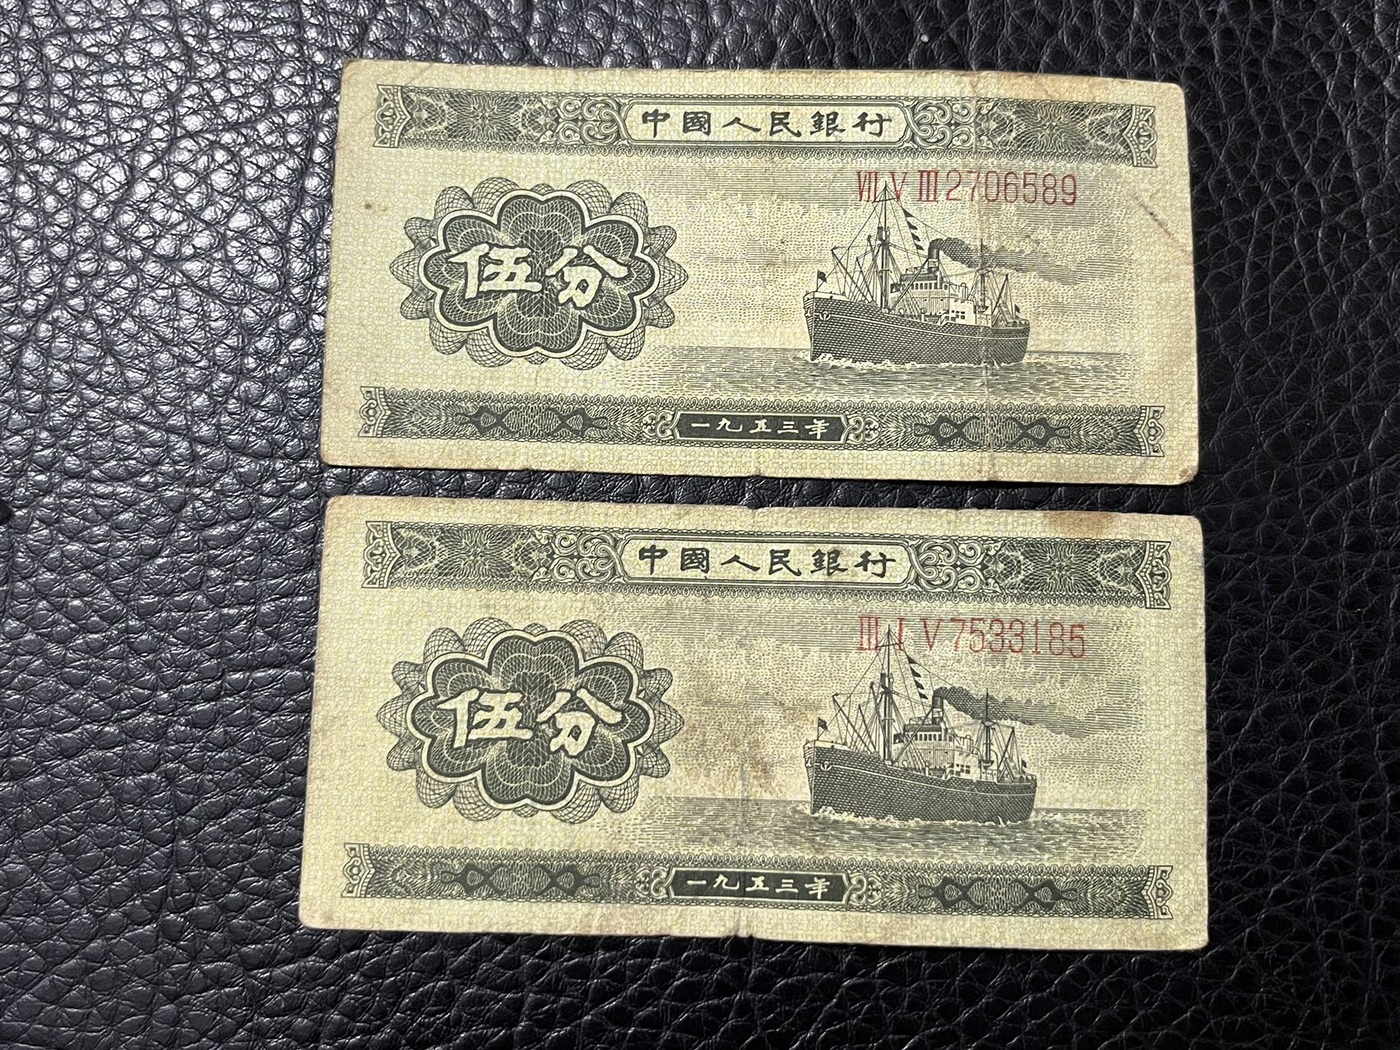 中國人民銀行
Ⅶ Ⅴ Ⅲ 2706589
伍分
一九五三年
中國人民銀行
Ⅲ Ⅰ Ⅴ 7533185
伍分
一九五三年